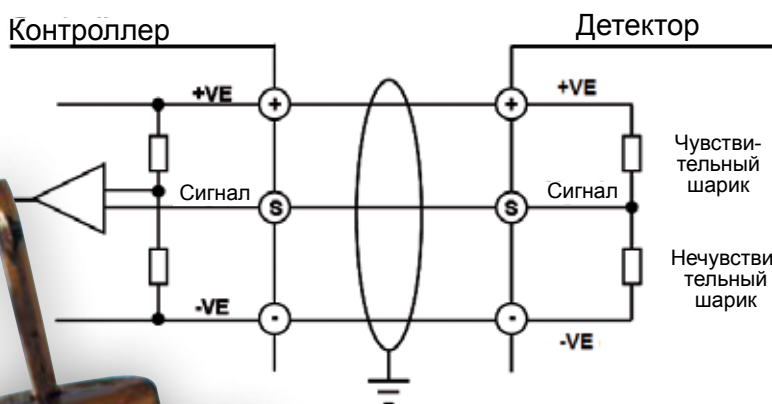 Контроллер
Детектор
+VE
+VE
+
+
Чувстви-
тельный
шарик
Сигнал
S
S
Сигнал
Нечувстви
тельный
шарик
-VE
-
-
-VE